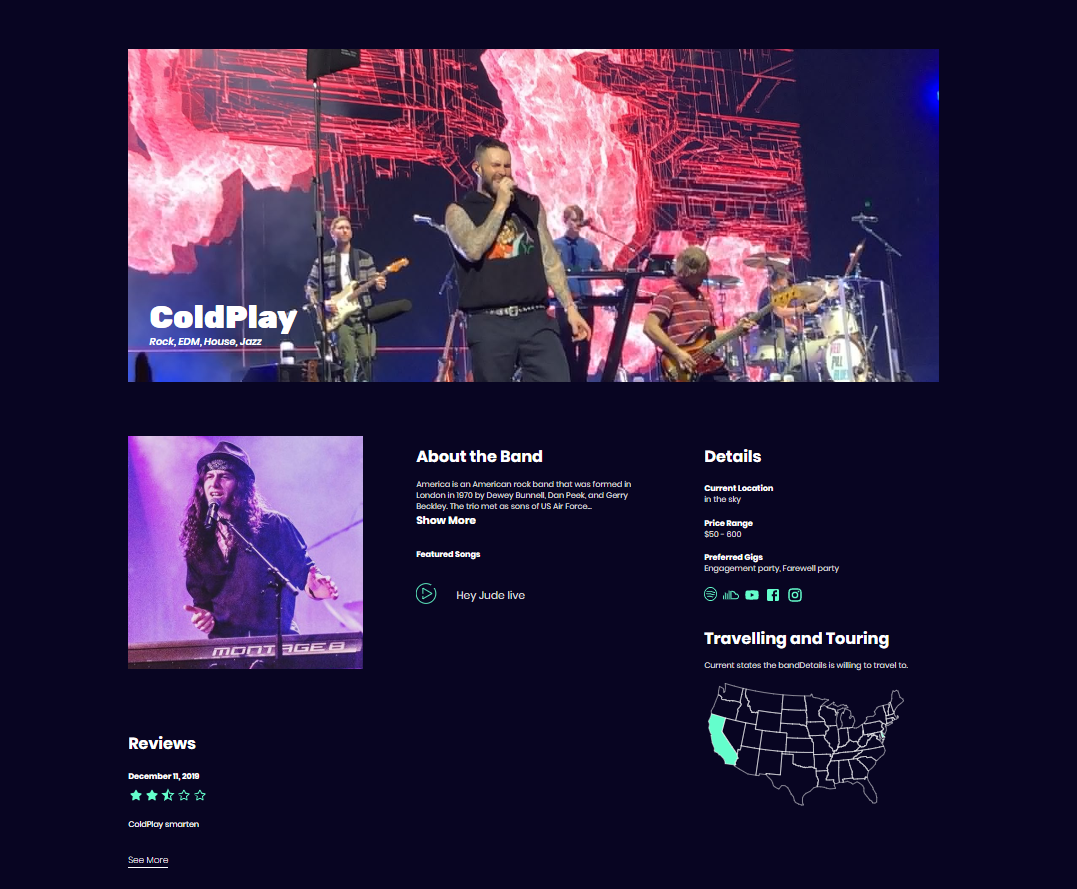 ColdPlay
Rock, EDM, House, Jazz
MONTAGE8
About the Band
America is an American rock band that was formed in
London in 1970 by Dewey Bunnell, Dan Peek, and Gerry
Beckley. The trio met as sons of US Air Force...
Show More
Featured Songs
Hey Jude live
Details
Current Location
in the sky
Price Range
$50 - 600
Preferred Gigs
Engagement party, Farewell party
Travelling and Touring
Current states the bandDetails is willing to travel to.
Reviews
December 11, 2019
ColdPlay smarten
See More